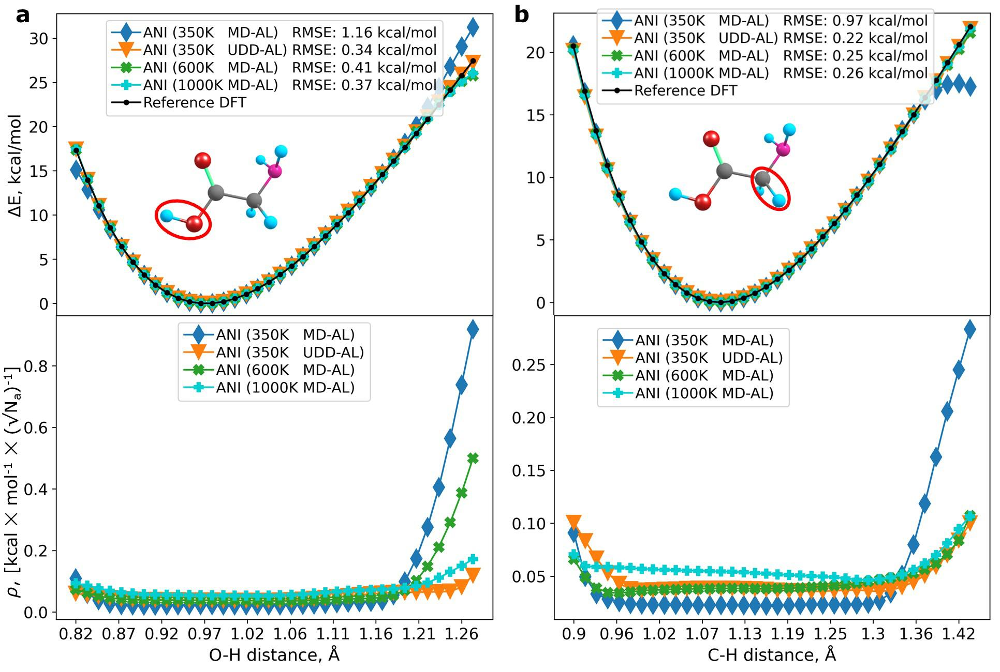 a
ANI (350K MD-AL) RMSE: 1.16 kcal/mol
ANI (350K UDD-AL) RMSE: 0.34 kcal/mol
ANI (600K MD-AL) RMSE: 0.41 kcal/mol
ANI (1000K MD-AL) RMSE: 0.37 kcal/mol
Reference DFT
30
25
20
15
10
5
0
ΔE, kcal/mol
b
ANI (350K MD-AL) RMSE: 0.97 kcal/mol
ANI (350K UDD-AL) RMSE: 0.22 kcal/mol
ANI (600K MD-AL) RMSE: 0.25 kcal/mol
ANI (1000K MD-AL) RMSE: 0.26 kcal/mol
Reference DFT
20
15
10
5
0
ANI (350K MD-AL)
ANI (350K UDD-AL)
ANI (600K MD-AL)
ANI (1000K MD-AL)
0.8
0.6
0.4
0.2
0.0
ρ, [kcal × mol⁻¹ × (√Nₐ)⁻¹]
0.82 0.87 0.92 0.97 1.02 1.06 1.11 1.16 1.21 1.26
O-H distance, Å
ANI (350K MD-AL)
ANI (350K UDD-AL)
ANI (600K MD-AL)
ANI (1000K MD-AL)
0.25
0.20
0.15
0.10
0.05
0.9 0.96 1.02 1.07 1.13 1.19 1.25 1.3 1.36 1.42
C-H distance, Å